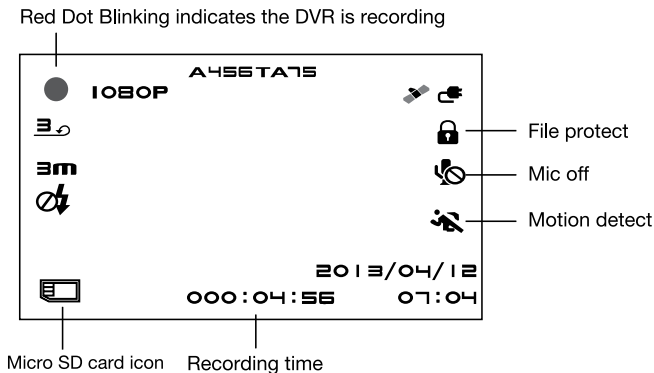 Red Dot Blinking indicates the DVR is recording
A456TA75
1080P
3
File protect
3m
Mic off
Motion detect
2013/04/12
000:04:56
07:04
Micro SD card icon
Recording time